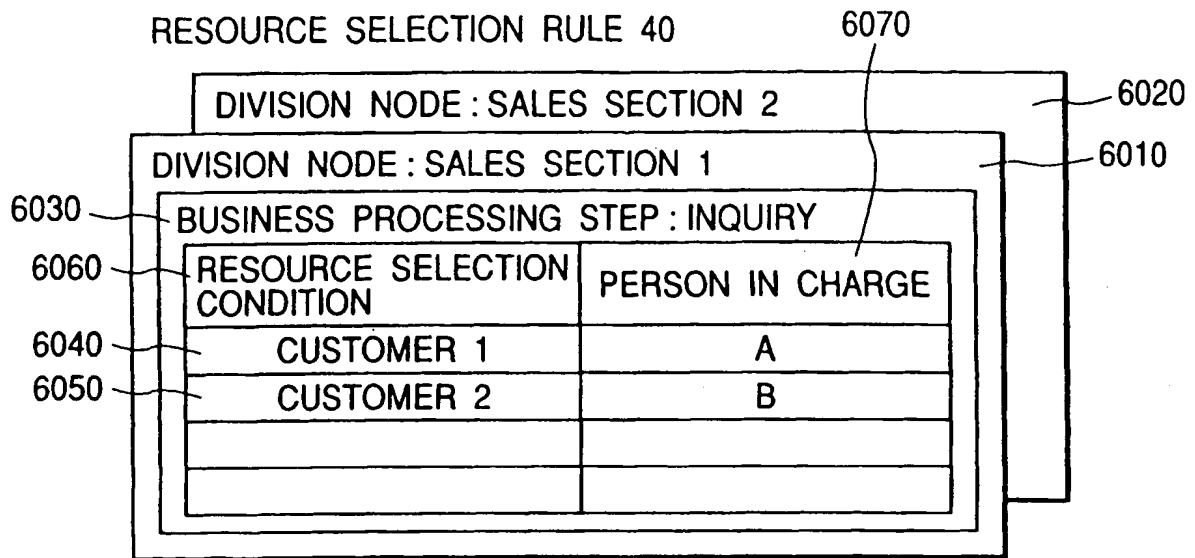 RESOURCE SELECTION RULE 40
6070
DIVISION NODE : SALES SECTION 2
6020
DIVISION NODE : SALES SECTION 1
6010
6030
BUSINESS PROCESSING STEP : INQUIRY
6060
RESOURCE SELECTION CONDITION
PERSON IN CHARGE
6040
CUSTOMER 1
A
6050
CUSTOMER 2
B